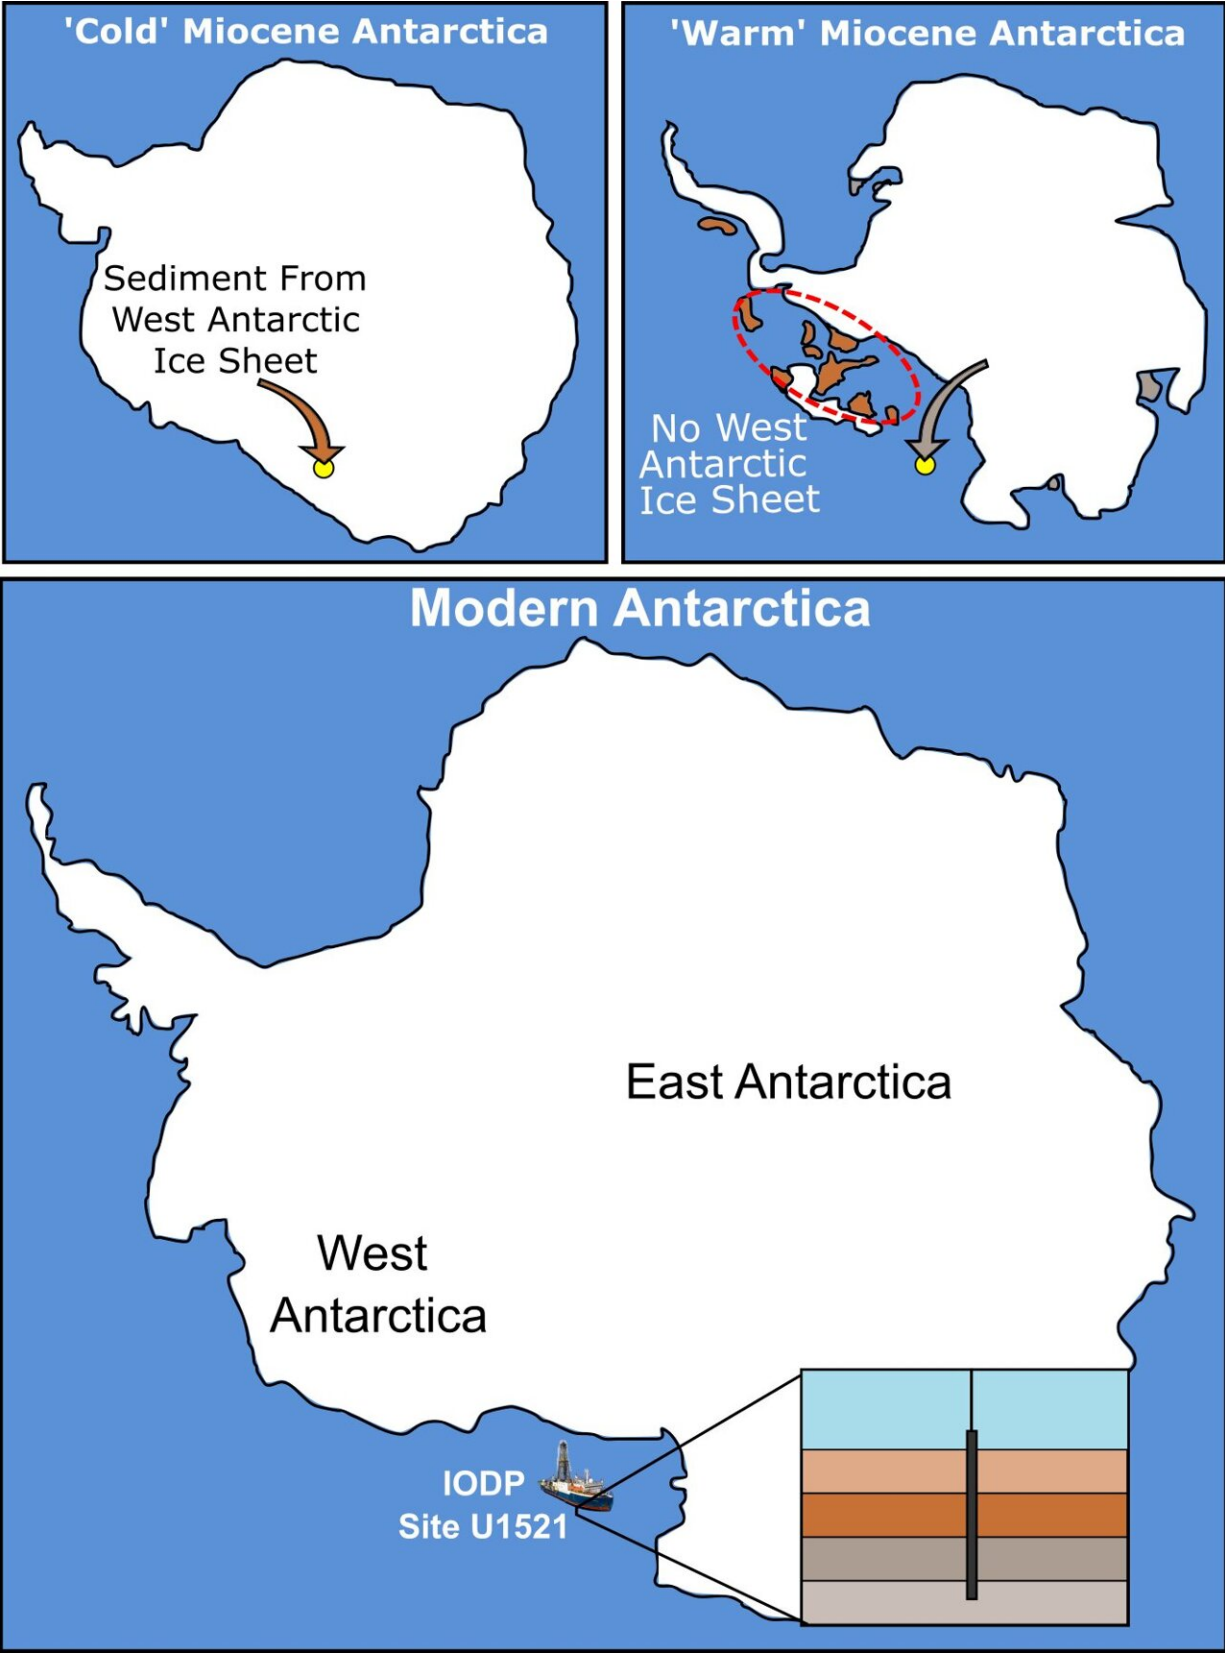 'Cold' Miocene Antarctica
Sediment From
West Antarctic
Ice Sheet
'Warm' Miocene Antarctica
No West
Antarctic
Ice Sheet
Modern Antarctica
East Antarctica
West
Antarctica
IODP
Site U1521